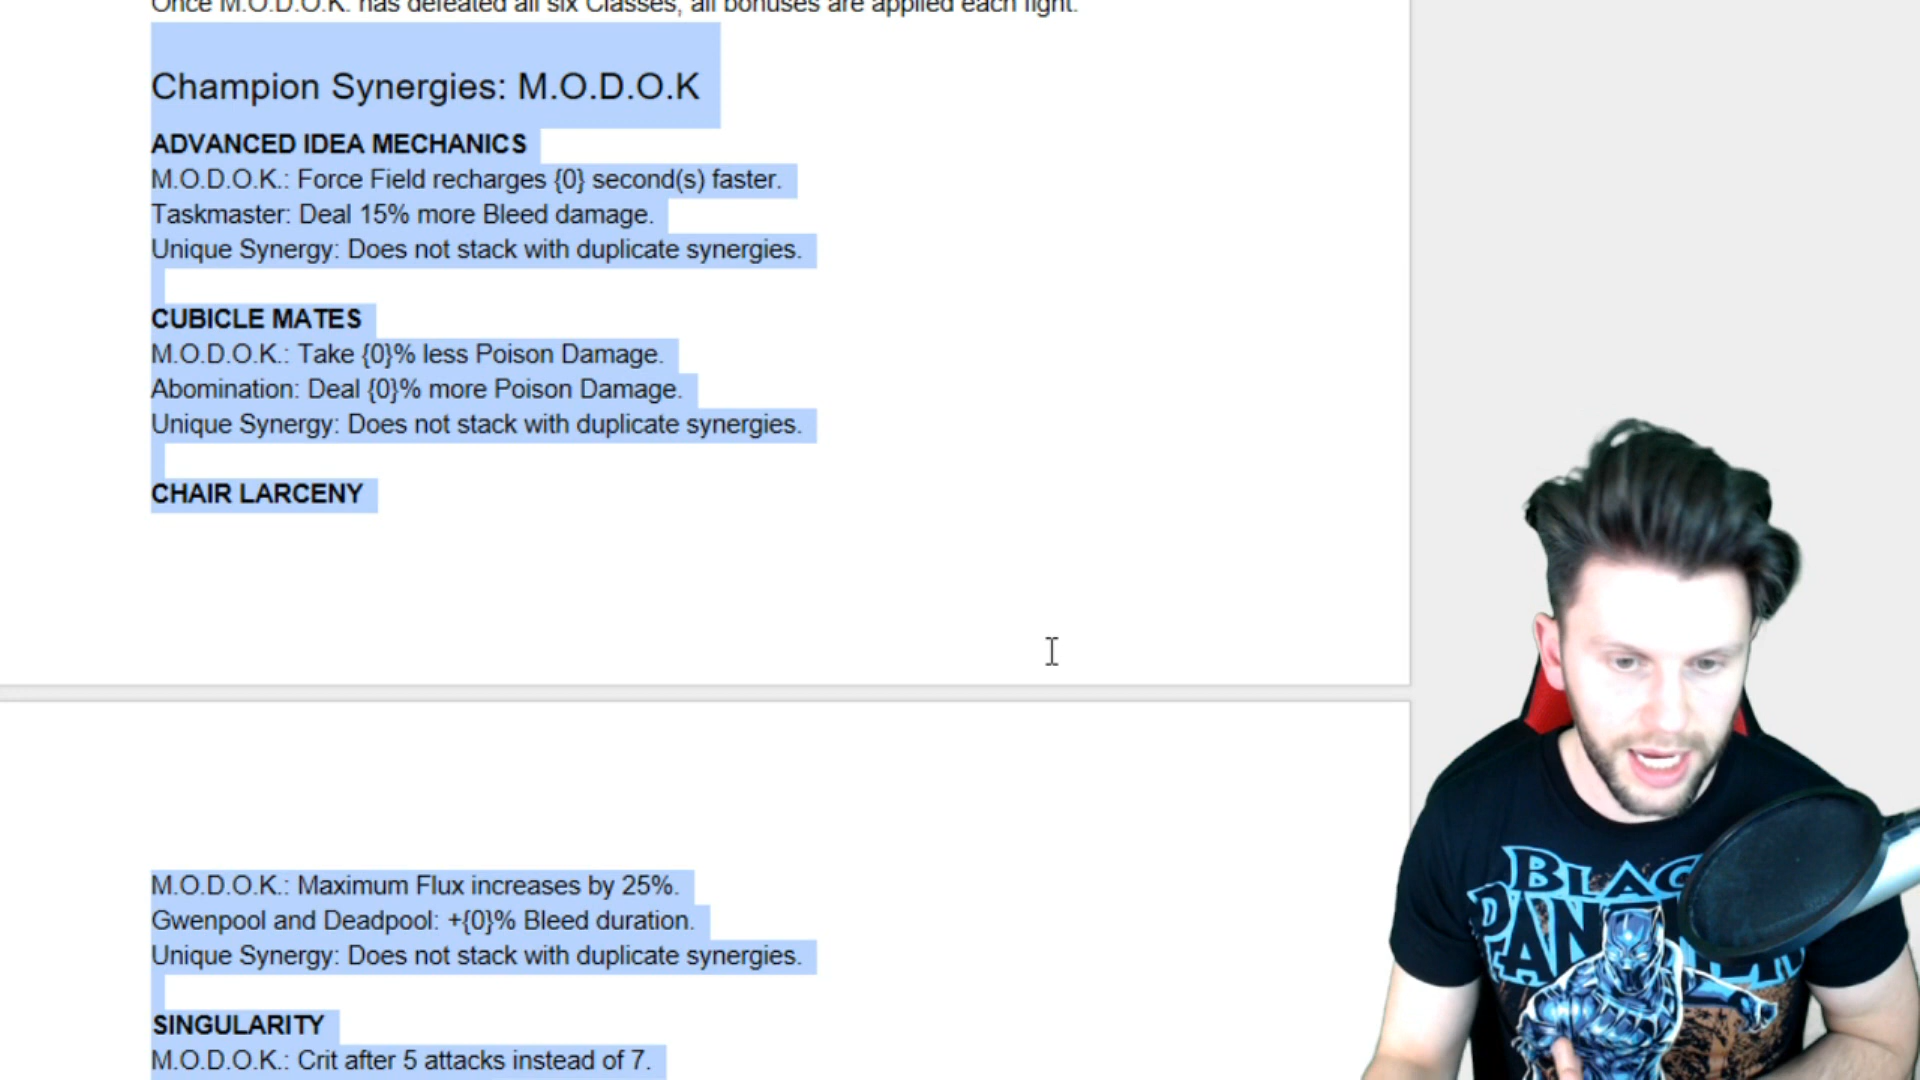 Once M.O.D.O.K. has defeated all six Classes, all bonuses are applied each fight.
Champion Synergies: M.O.D.O.K
ADVANCED IDEA MECHANICS
M.O.D.O.K.: Force Field recharges {0} second(s) faster.
Taskmaster: Deal 15% more Bleed damage.
Unique Synergy: Does not stack with duplicate synergies.
CUBICLE MATES
M.O.D.O.K.: Take {0}% less Poison Damage.
Abomination: Deal {0}% more Poison Damage.
Unique Synergy: Does not stack with duplicate synergies.
CHAIR LARCENY
M.O.D.O.K.: Maximum Flux increases by 25%.
Gwenpool and Deadpool: +{0}% Bleed duration.
Unique Synergy: Does not stack with duplicate synergies.
SINGULARITY
M.O.D.O.K.: Crit after 5 attacks instead of 7.
BLAC
PAN